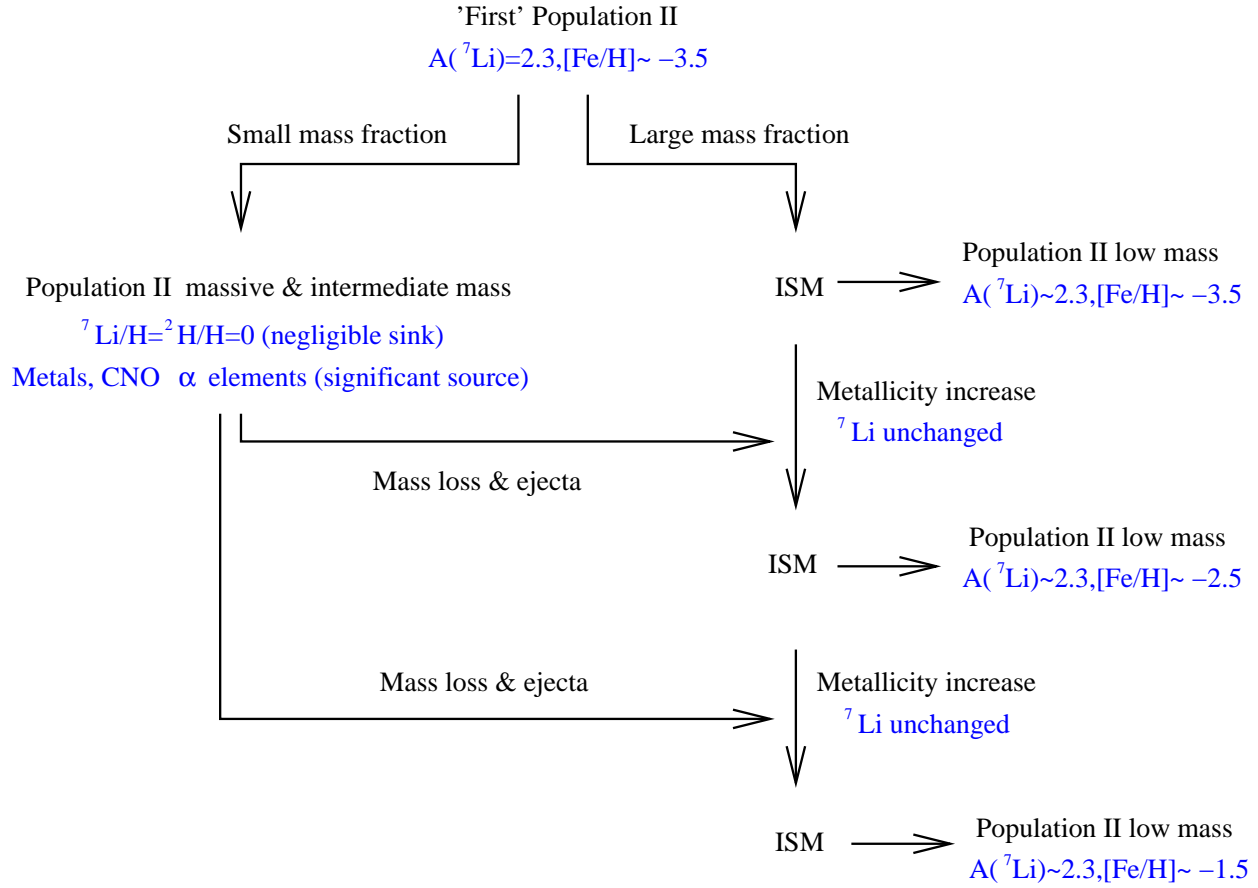 ’First’ Population II
A(⁷Li)=2.3,[Fe/H]~ −3.5
Small mass fraction
Large mass fraction
Population II massive & intermediate mass
⁷Li/H=²H/H=0 (negligible sink)
Metals, CNO α elements (significant source)
ISM
Population II low mass
A(⁷Li)~2.3,[Fe/H]~ −3.5
Metallicity increase
⁷Li unchanged
Mass loss & ejecta
ISM
Population II low mass
A(⁷Li)~2.3,[Fe/H]~ −2.5
Mass loss & ejecta
Metallicity increase
⁷Li unchanged
ISM
Population II low mass
A(⁷Li)~2.3,[Fe/H]~ −1.5